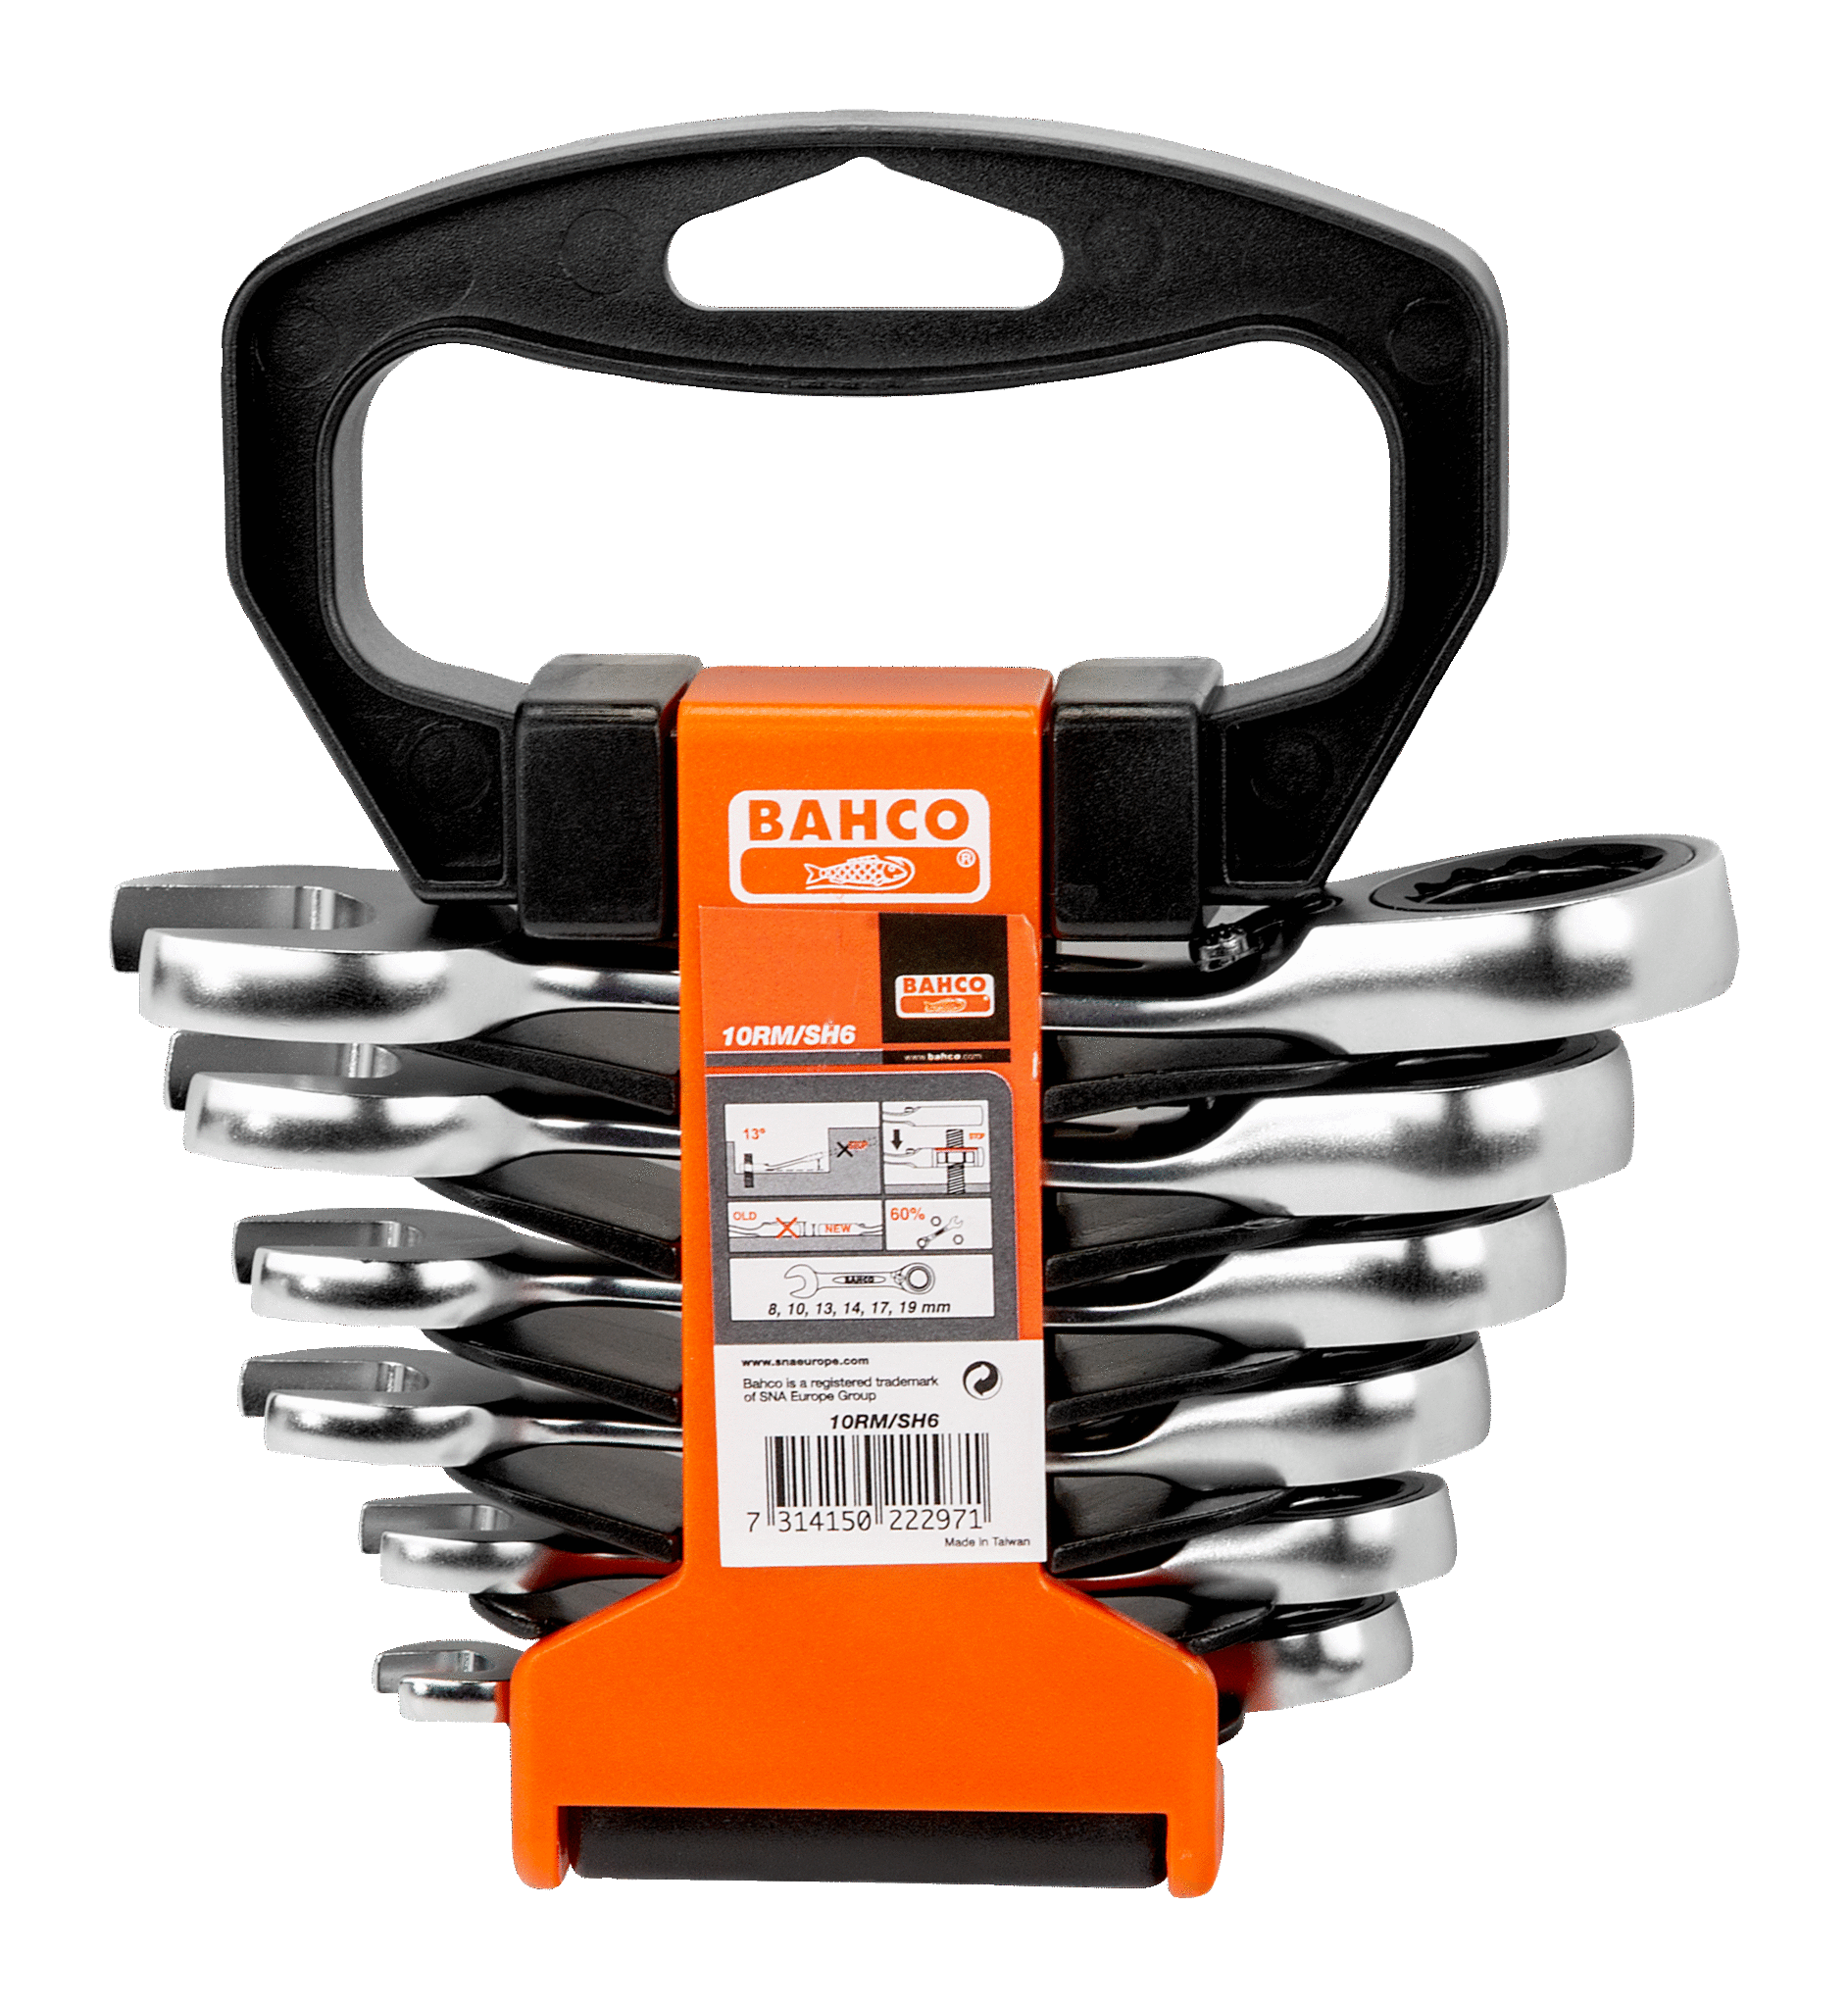 BAHCO
®
BAHCO
®
10RM/SH6
www.bahco.com
13°
STOP
STOP
OLD
NEW
60%
BAHCO
8, 10, 13, 14, 17, 19 mm
www.snaeurope.com
Bahco is a registered trademark
of SNA Europe Group
10RM/SH6
7 314150 222971
Made in Taiwan